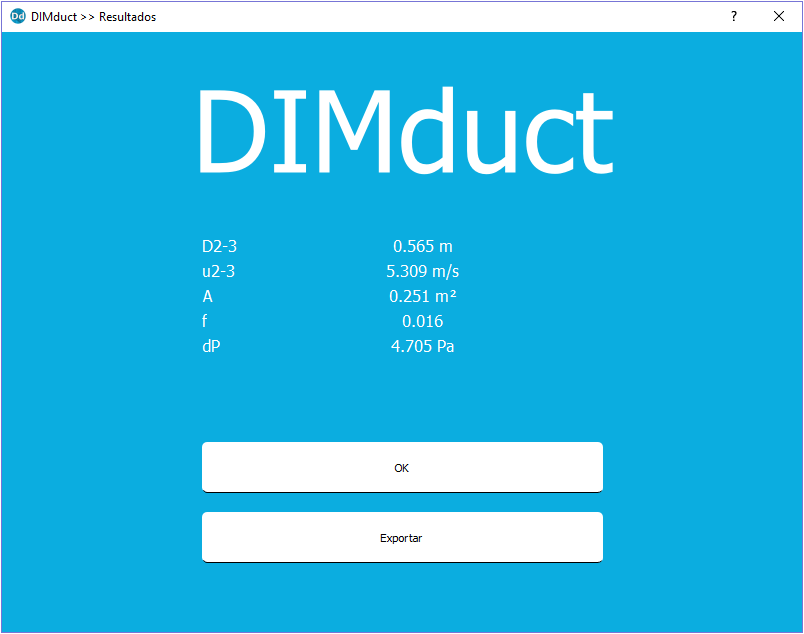 Dd DIMduct >> Resultados ?
DIMduct
D2-3 0.565 m
u2-3 5.309 m/s
A 0.251 m²
f 0.016
dP 4.705 Pa
OK
Exportar